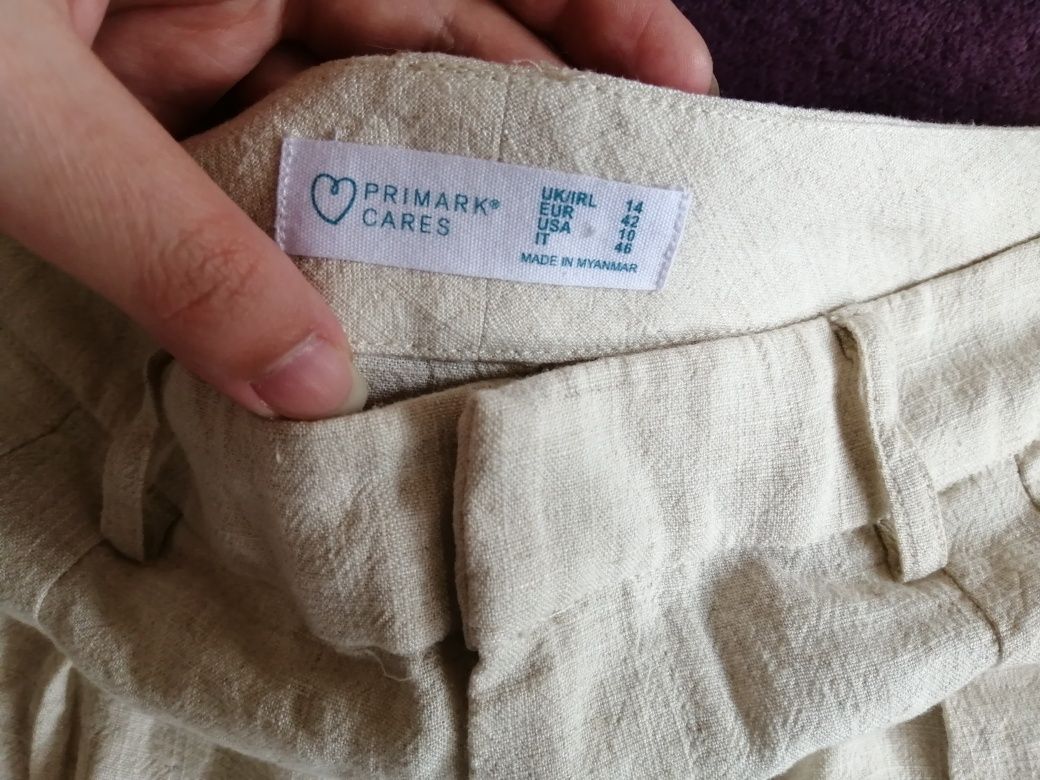 PRIMARK®
CARES
UK/IRL 14
EUR 42
USA 10
IT 46
MADE IN MYANMAR